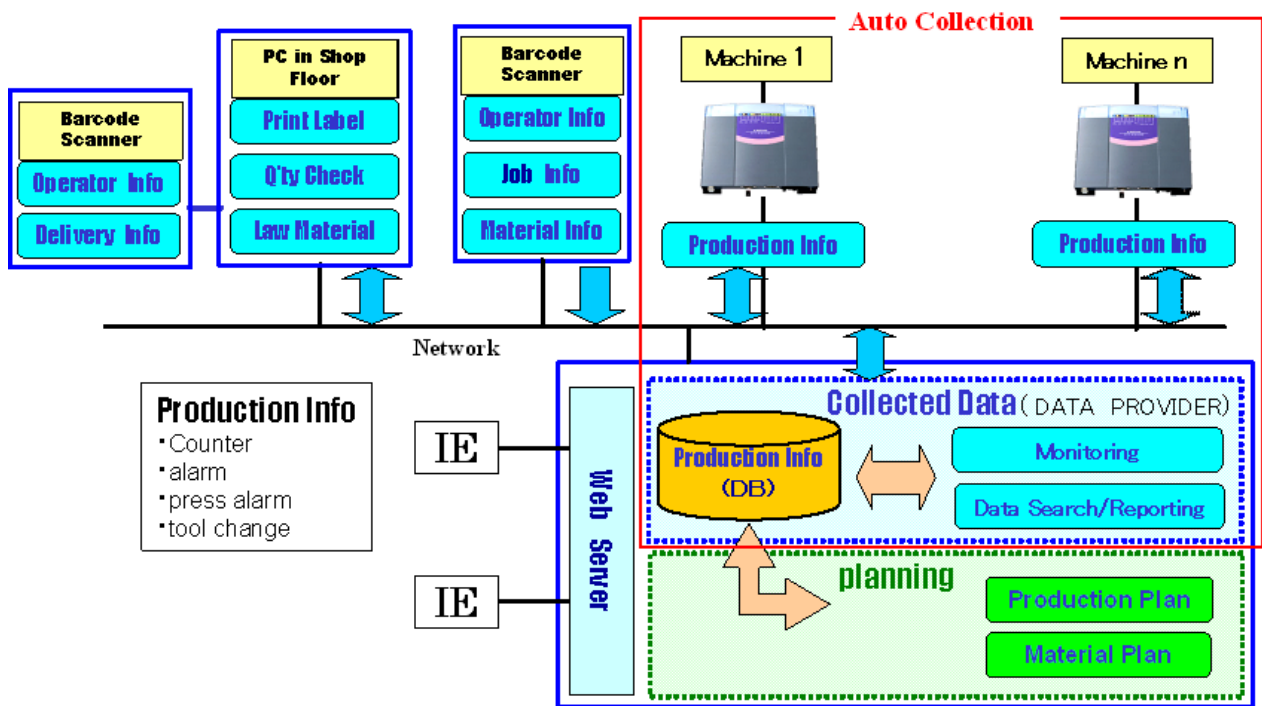 Auto Collection
Barcode
Scanner
Operator Info
Delivery Info
PC in Shop
Floor
Print Label
Q'ty Check
Law Material
Barcode
Scanner
Operator Info
Job Info
Material Info
Machine 1
Production Info
Machine n
Production Info
Network
Production Info
・Counter
・alarm
・press alarm
・tool change
IE
IE
Web Server
Collected Data ( DATA PROVIDER)
Production Info
(DB)
Monitoring
Data Search/Reporting
planning
Production Plan
Material Plan